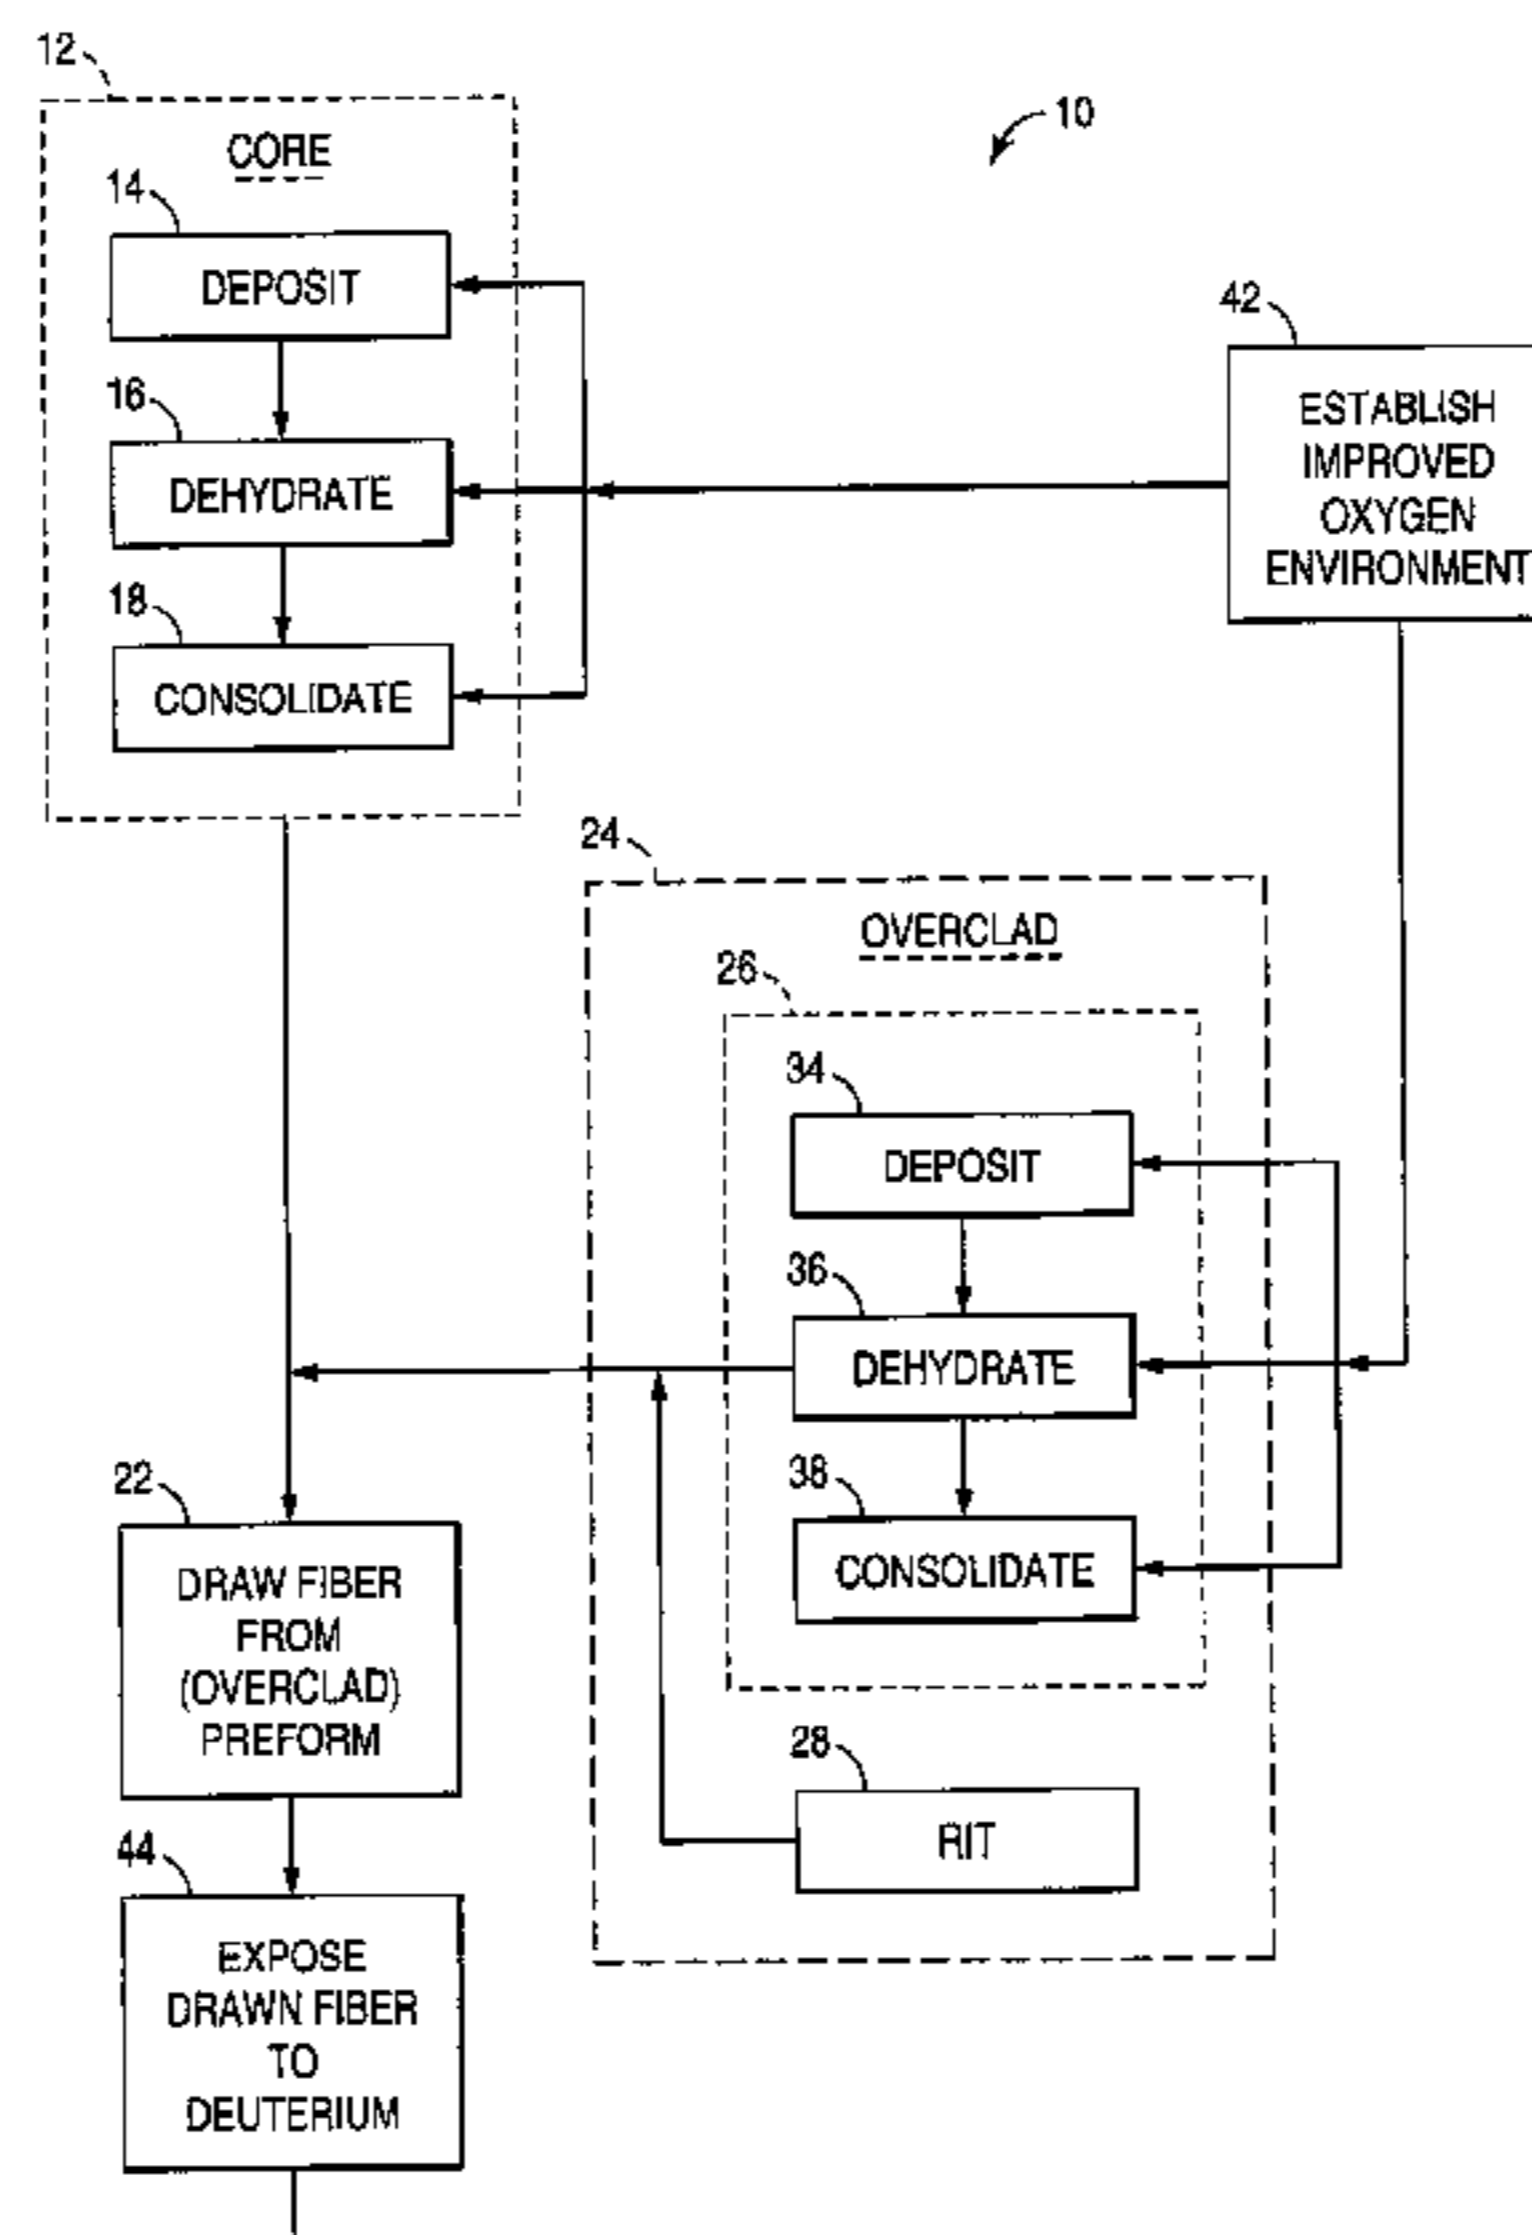 12
CORE
10
14
DEPOSIT
16
DEHYDRATE
18
CONSOLIDATE
42
ESTABLISH
IMPROVED
OXYGEN
ENVIRONMENT
24
OVERCLAD
26
34
DEPOSIT
36
DEHYDRATE
38
CONSOLIDATE
28
RIT
22
DRAW FIBER
FROM
(OVERCLAD)
PREFORM
44
EXPOSE
DRAWN FIBER
TO
DEUTERIUM